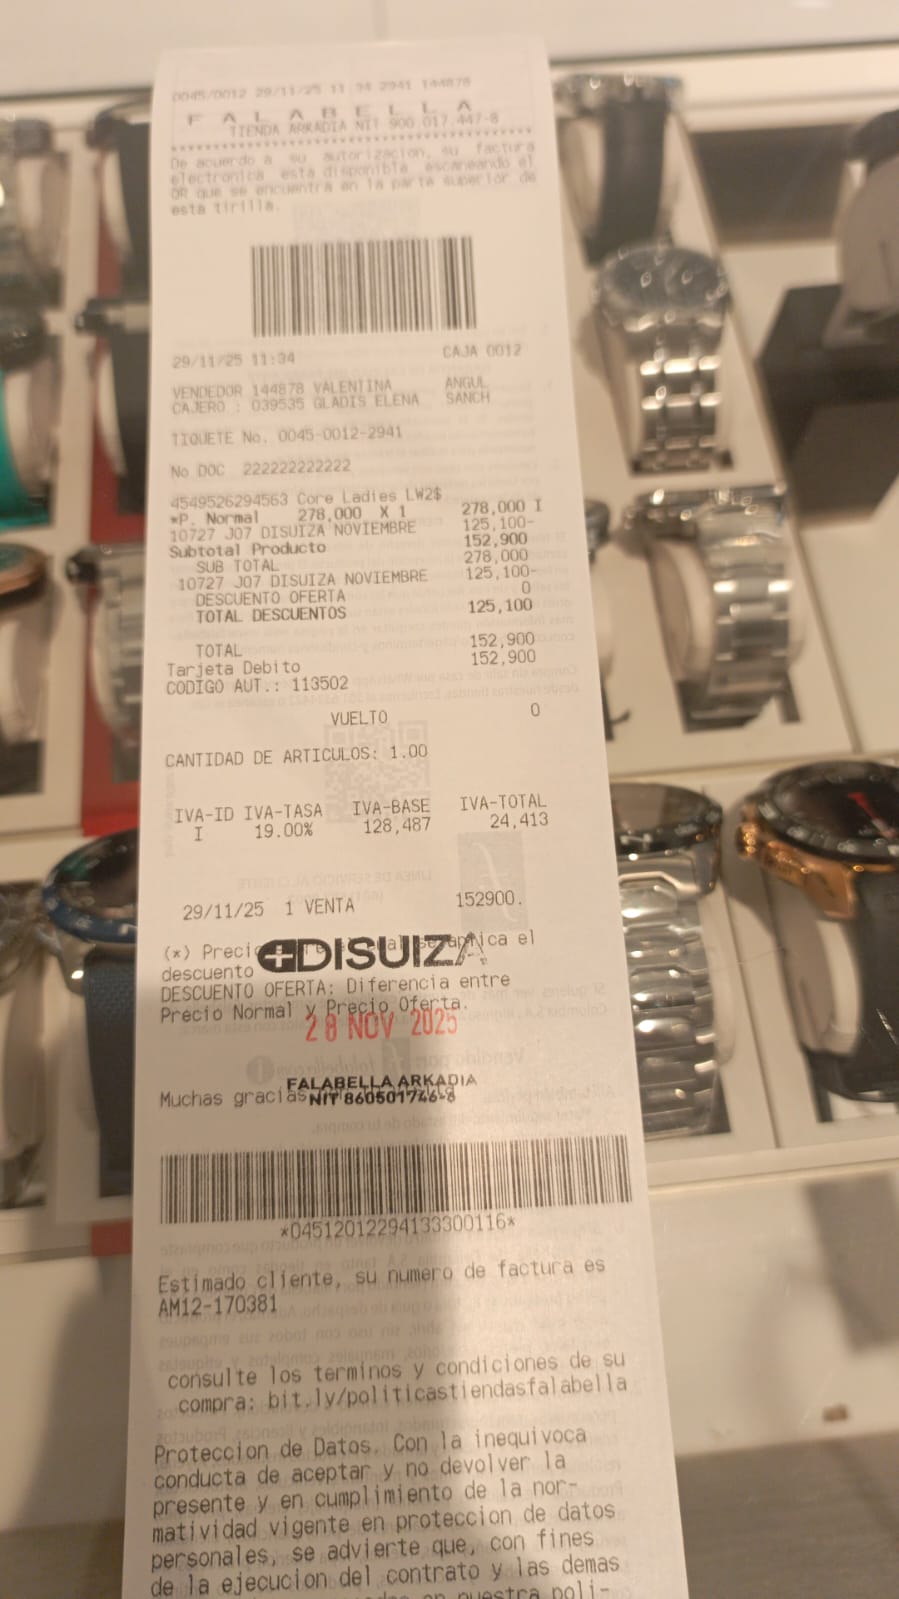 0045/0012 29/11/25 11 34 2941 144878
F A L A B E L L A
TIENDA ARKADIA NIT 900.017.447-8
De acuerdo a su autorizacion, su factura
electronica esta disponible escaneando el
QR que se encuentra en la parte superior de
esta tirilla.
29/11/25 11:34 CAJA 0012
VENDEDOR 144878 VALENTINA ANGUL
CAJERO : 039535 GLADIS ELENA SANCH
TIQUETE No. 0045-0012-2941
No DOC 222222222222
4549526294563 Core Ladies LW2$
*P. Normal 278,000 X 1 278,000 I
10727 J07 DISUIZA NOVIEMBRE 125,100-
Subtotal Producto 152,900
SUB TOTAL 278,000
10727 J07 DISUIZA NOVIEMBRE 125,100-
DESCUENTO OFERTA 0
TOTAL DESCUENTOS 125,100
TOTAL 152,900
Tarjeta Debito 152,900
CODIGO AUT.: 113502
VUELTO 0
CANTIDAD DE ARTICULOS: 1.00
IVA-ID IVA-TASA IVA-BASE IVA-TOTAL
I 19.00% 128,487 24,413
29/11/25 1 VENTA 152900.
(*) el
DISUIZA
descuento
DESCUENTO OFERTA: Diferencia entre
Precio Normal y Precio Oferta.
28 NOV 2025
FALABELLA ARKADIA
Muchas gracias
NIT 860501746-8
*04512012294133300116*
Estimado cliente, su numero de factura es
AM12-170381
consulte los terminos y condiciones de su
compra: bit.ly/politicastiendasfalabella
Proteccion de Datos. Con la inequivoca
conducta de aceptar y no devolver la
presente y en cumplimiento de la nor-
matividad vigente en proteccion de datos
personales, se advierte que, con fines
de la ejecucion del contrato y las demas
en nuestra poli-